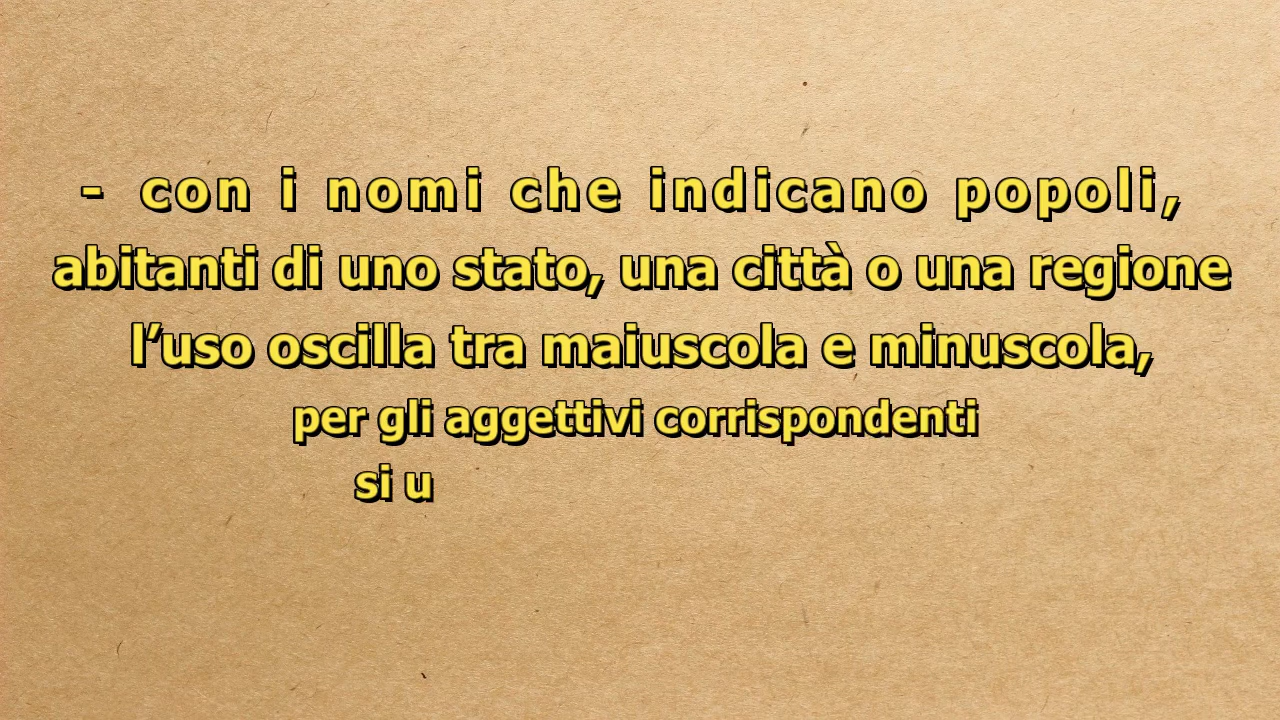 - con i nomi che indicano popoli,
abitanti di uno stato, una città o una regione
l’uso oscilla tra maiuscola e minuscola,
per gli aggettivi corrispondenti
si u